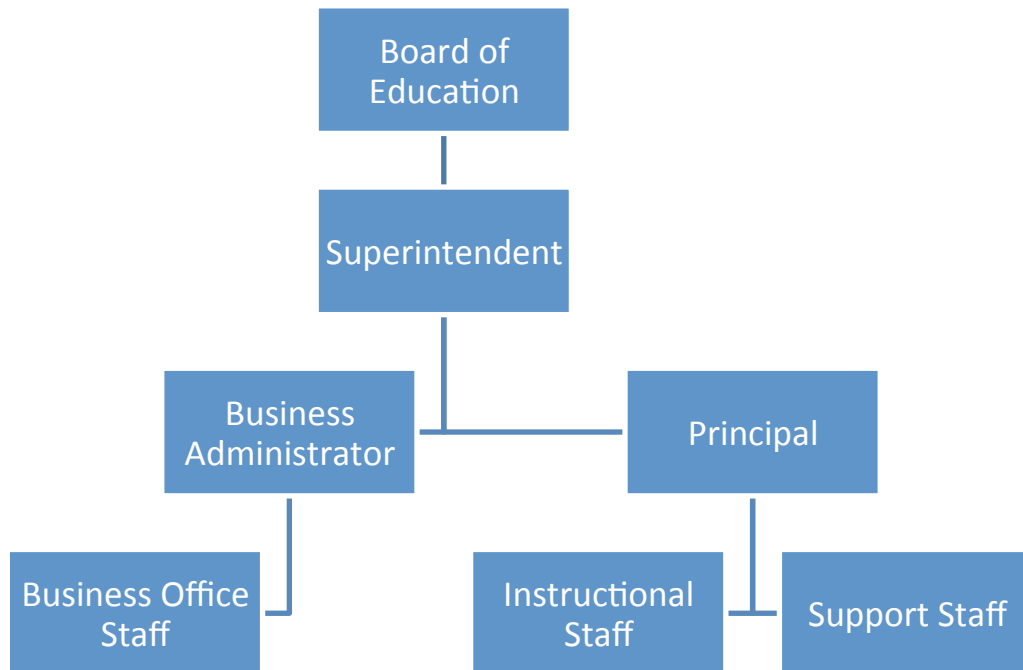 Board of
Education
Superintendent
Business
Administrator
Principal
Business Office
Staff
Instructional
Staff
Support Staff